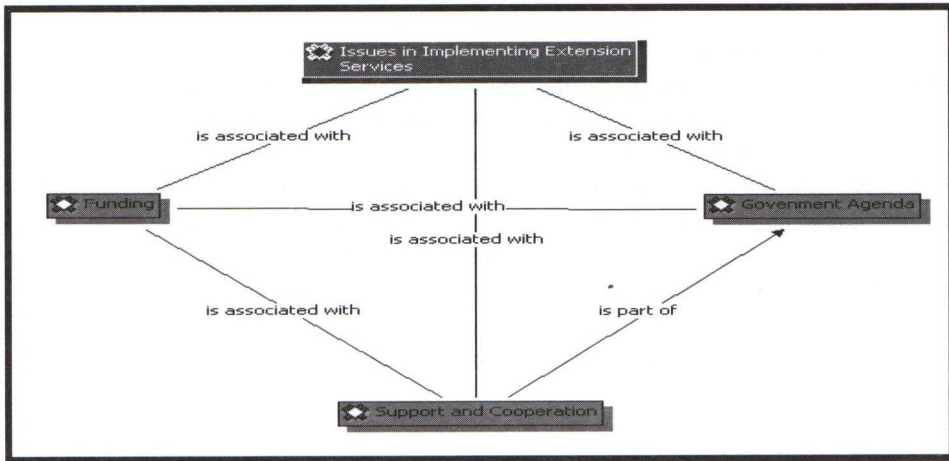 Issues in Implementing Extension
Services
is associated with
is associated with
Funding
is associated with
Govenment Agenda
is associated with
is associated with
is part of
Support and Cooperation